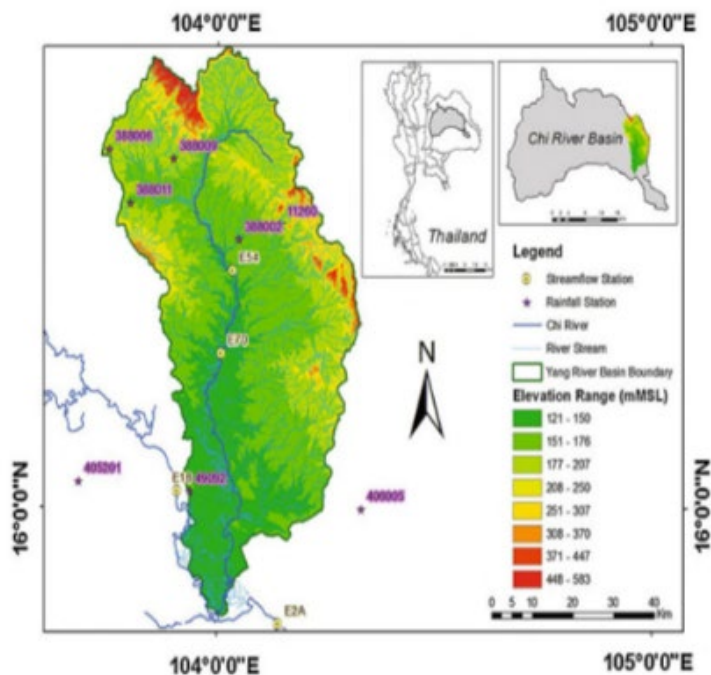 104°0'0"E
105°0'0"E
388006
388009
388011
388002
11260
E54
E70
405201
E18
406005
E2A
Thailand
Chi River Basin
Legend
Streamflow Station
Rainfall Station
Chi River
River Stream
Yang River Basin Boundary
Elevation Range (mMSL)
121 - 150
151 - 176
177 - 207
208 - 250
251 - 307
308 - 370
371 - 447
448 - 583
N
16°0'0"N
16°0'0"N
0 5 10 20 30 40
Km
104°0'0"E
105°0'0"E